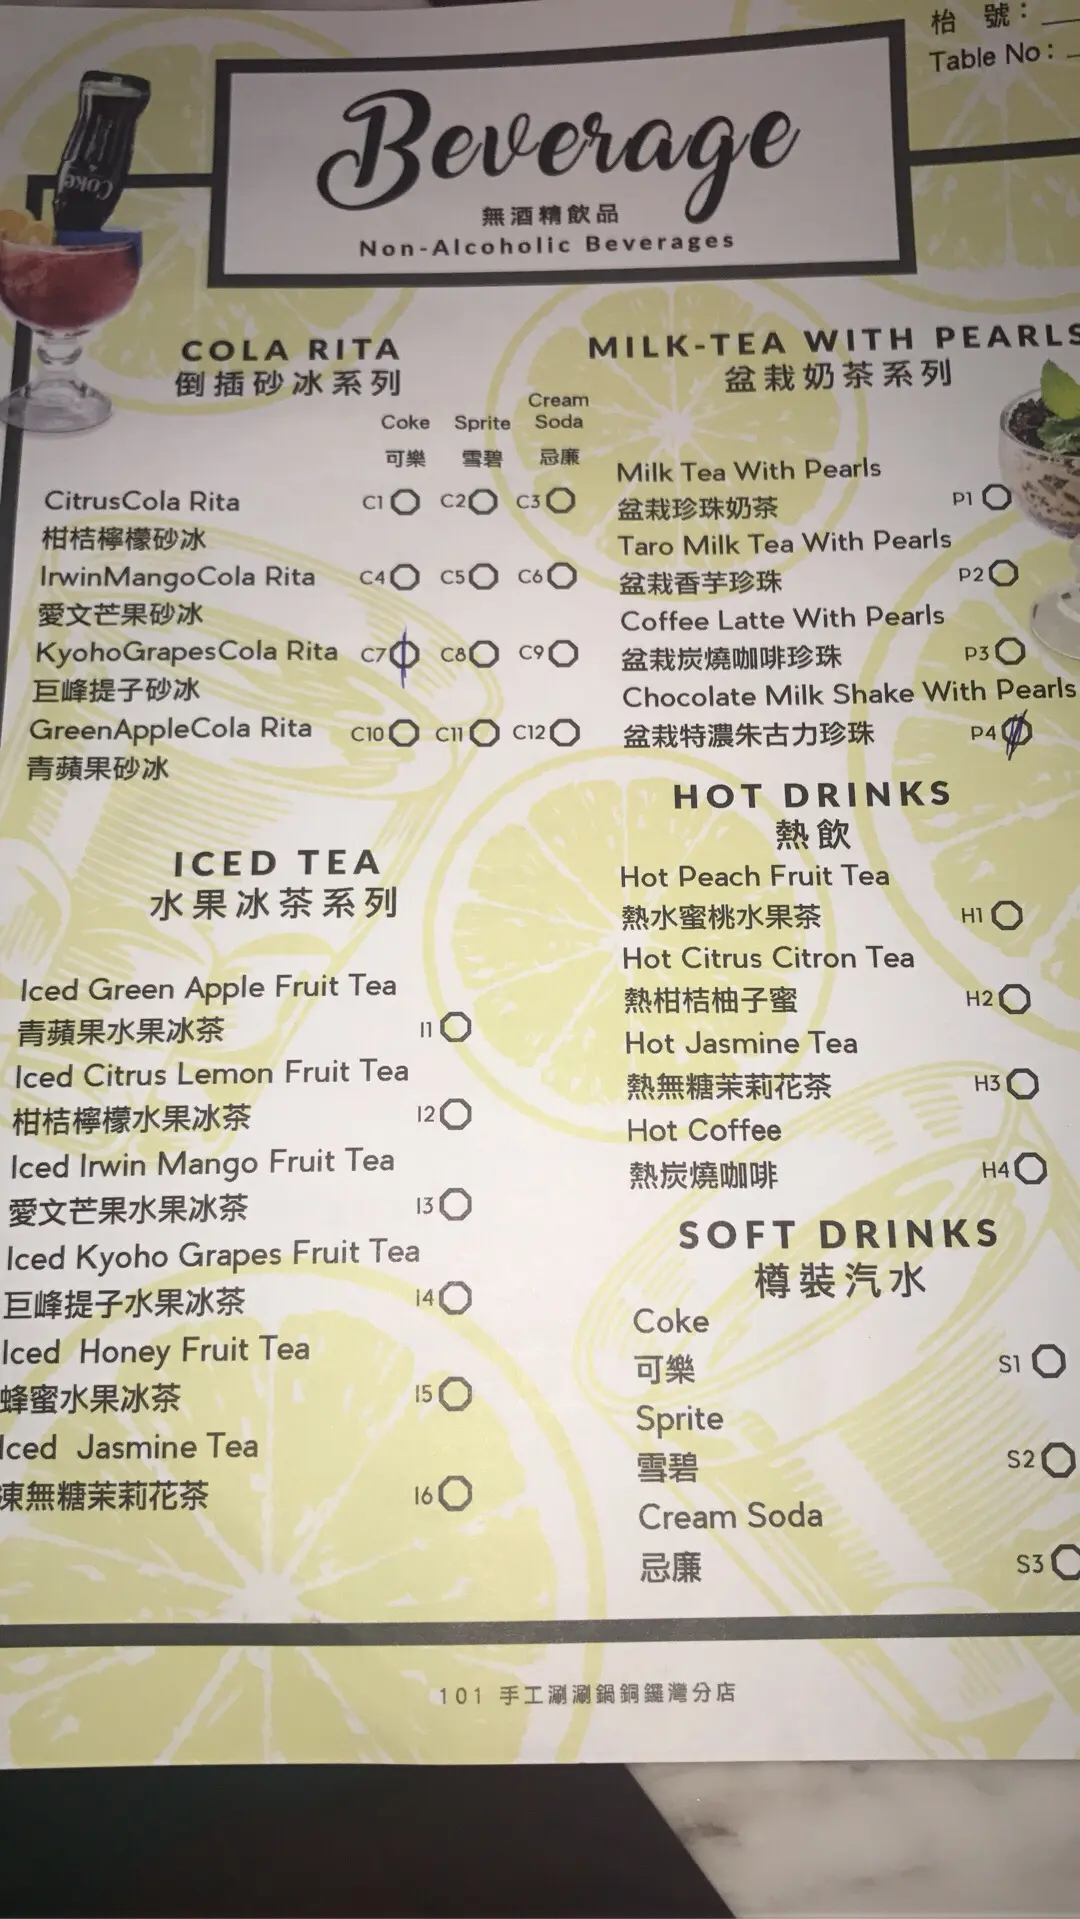 枱 號：
Table No：
Coke
Beverage
無酒精飲品
Non-Alcoholic Beverages
COLA RITA
倒插砂冰系列
Coke Sprite Cream Soda
可樂 雪碧 忌廉
CitrusCola Rita C1 C2 C3
柑桔檸檬砂冰
IrwinMangoCola Rita C4 C5 C6
愛文芒果砂冰
KyohoGrapesCola Rita C7 C8 C9
巨峰提子砂冰
GreenAppleCola Rita C10 C11 C12
青蘋果砂冰
ICED TEA
水果冰茶系列
Iced Green Apple Fruit Tea
青蘋果水果冰茶 I1
Iced Citrus Lemon Fruit Tea
柑桔檸檬水果冰茶 I2
Iced Irwin Mango Fruit Tea
愛文芒果水果冰茶 I3
Iced Kyoho Grapes Fruit Tea
巨峰提子水果冰茶 I4
Iced Honey Fruit Tea
蜂蜜水果冰茶 I5
Iced Jasmine Tea
凍無糖茉莉花茶 I6
MILK-TEA WITH PEARLS
盆栽奶茶系列
Milk Tea With Pearls
盆栽珍珠奶茶 P1
Taro Milk Tea With Pearls
盆栽香芋珍珠 P2
Coffee Latte With Pearls
盆栽炭燒咖啡珍珠 P3
Chocolate Milk Shake With Pearls
盆栽特濃朱古力珍珠 P4
HOT DRINKS
熱飲
Hot Peach Fruit Tea
熱水蜜桃水果茶 H1
Hot Citrus Citron Tea
熱柑桔柚子蜜 H2
Hot Jasmine Tea
熱無糖茉莉花茶 H3
Hot Coffee
熱炭燒咖啡 H4
SOFT DRINKS
樽裝汽水
Coke
可樂 S1
Sprite
雪碧 S2
Cream Soda
忌廉 S3
101 手工涮涮鍋銅鑼灣分店